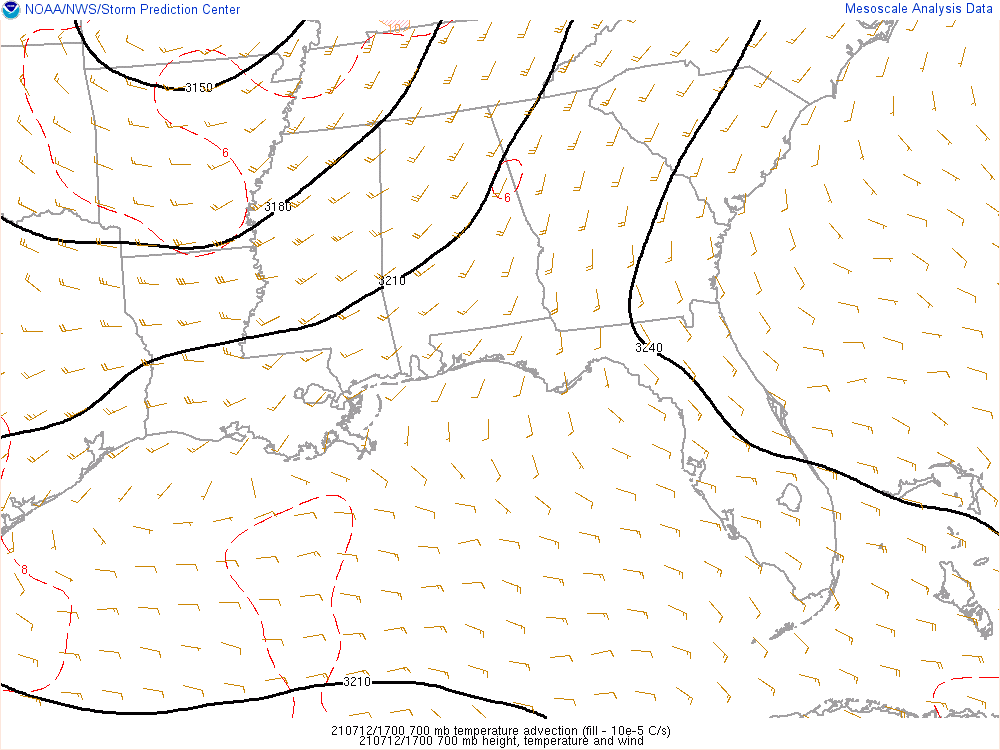 NOAA/NWS/Storm Prediction Center
Mesoscale Analysis Data
10
3150
6
3180
6
3210
3240
8
3210
210712/1700 700 mb temperature advection (fill - 10e-5 C/s)
210712/1700 700 mb height, temperature and wind